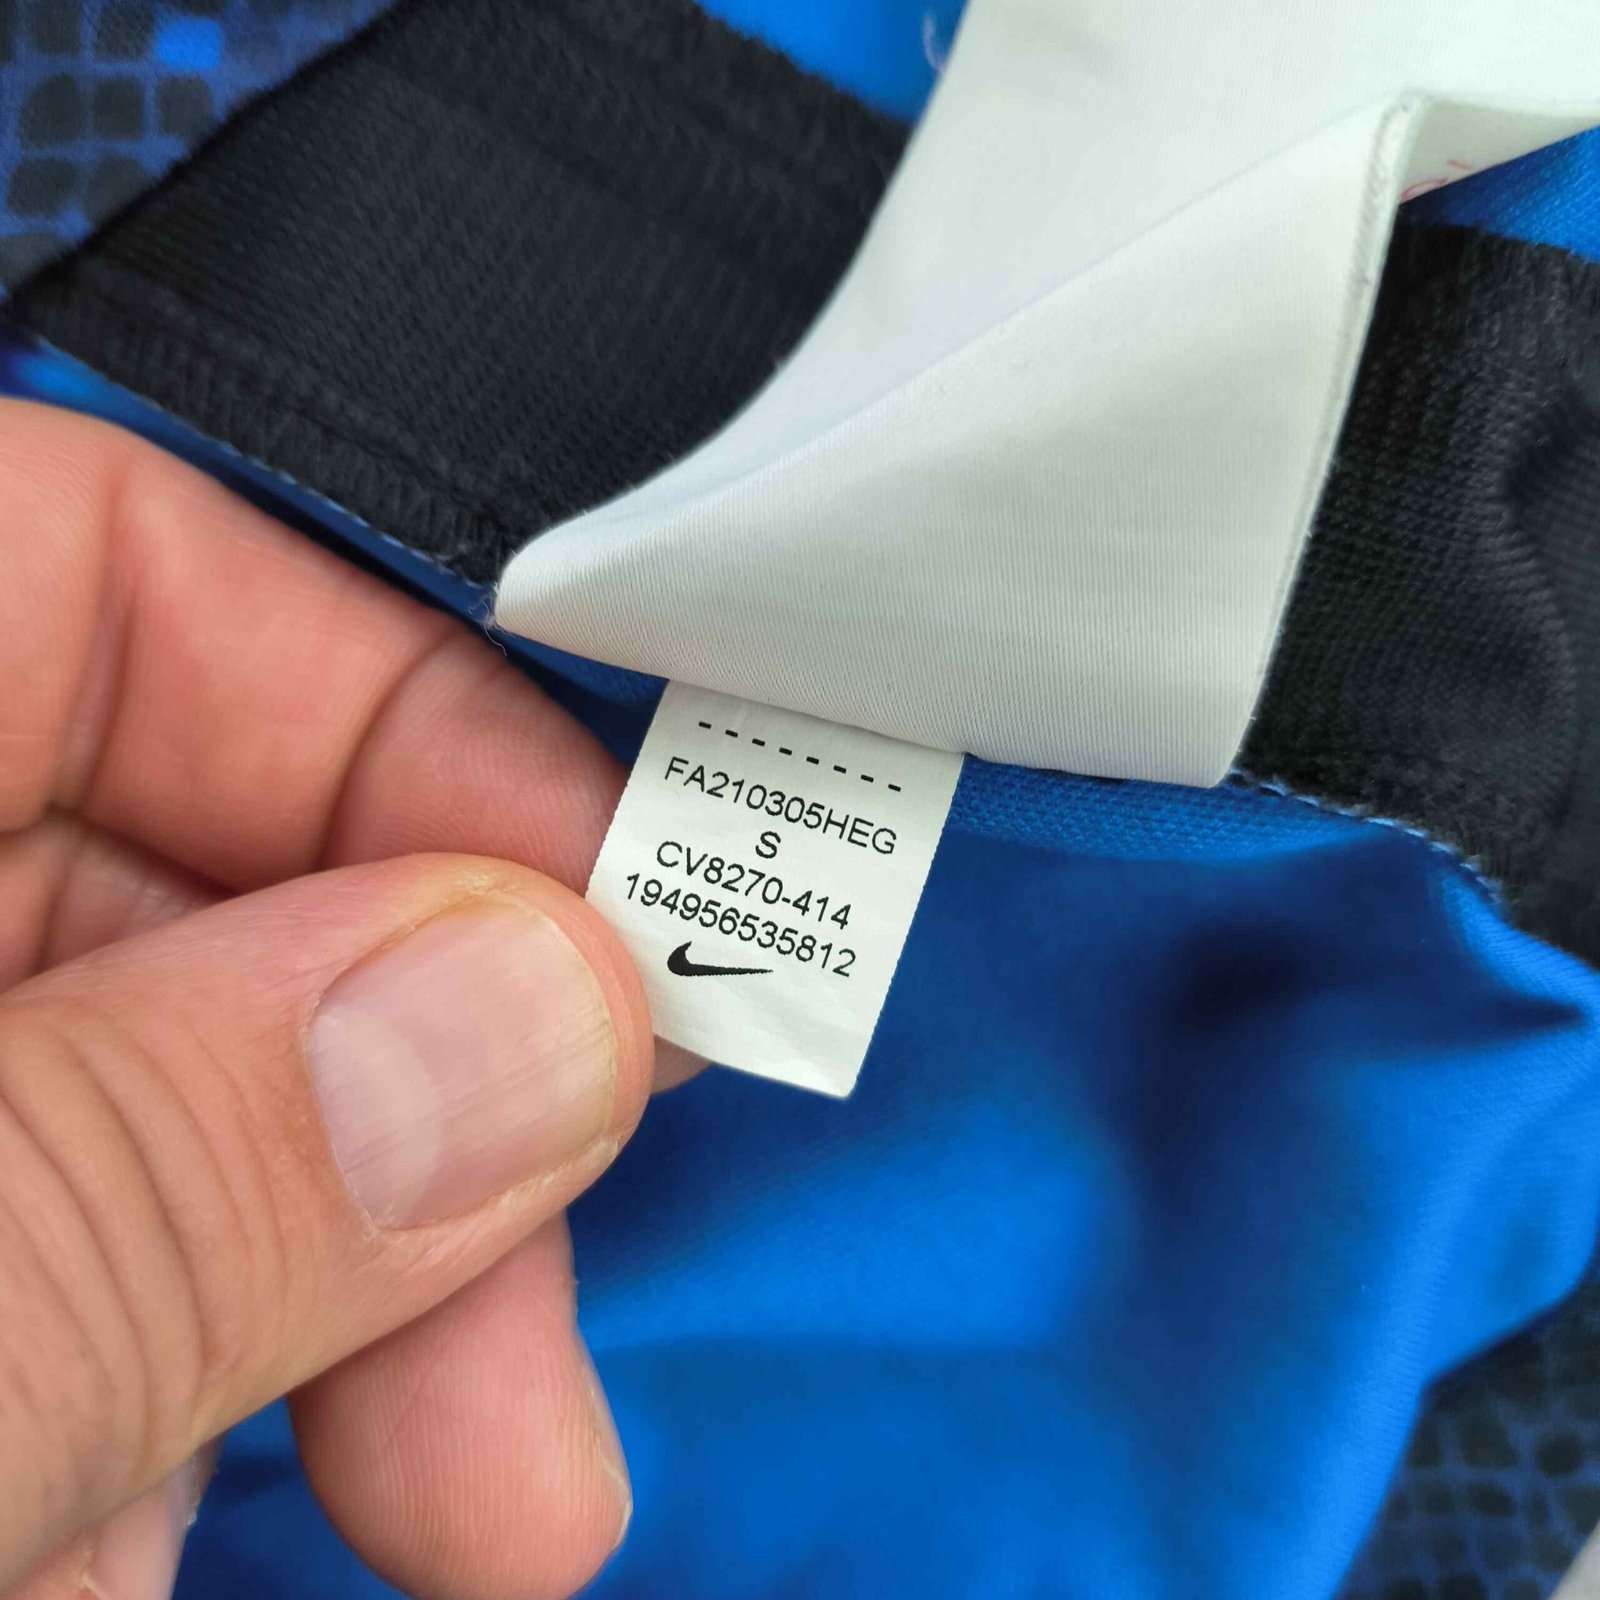 --------
FA210305HEG
S
CV8270-414
194956535812